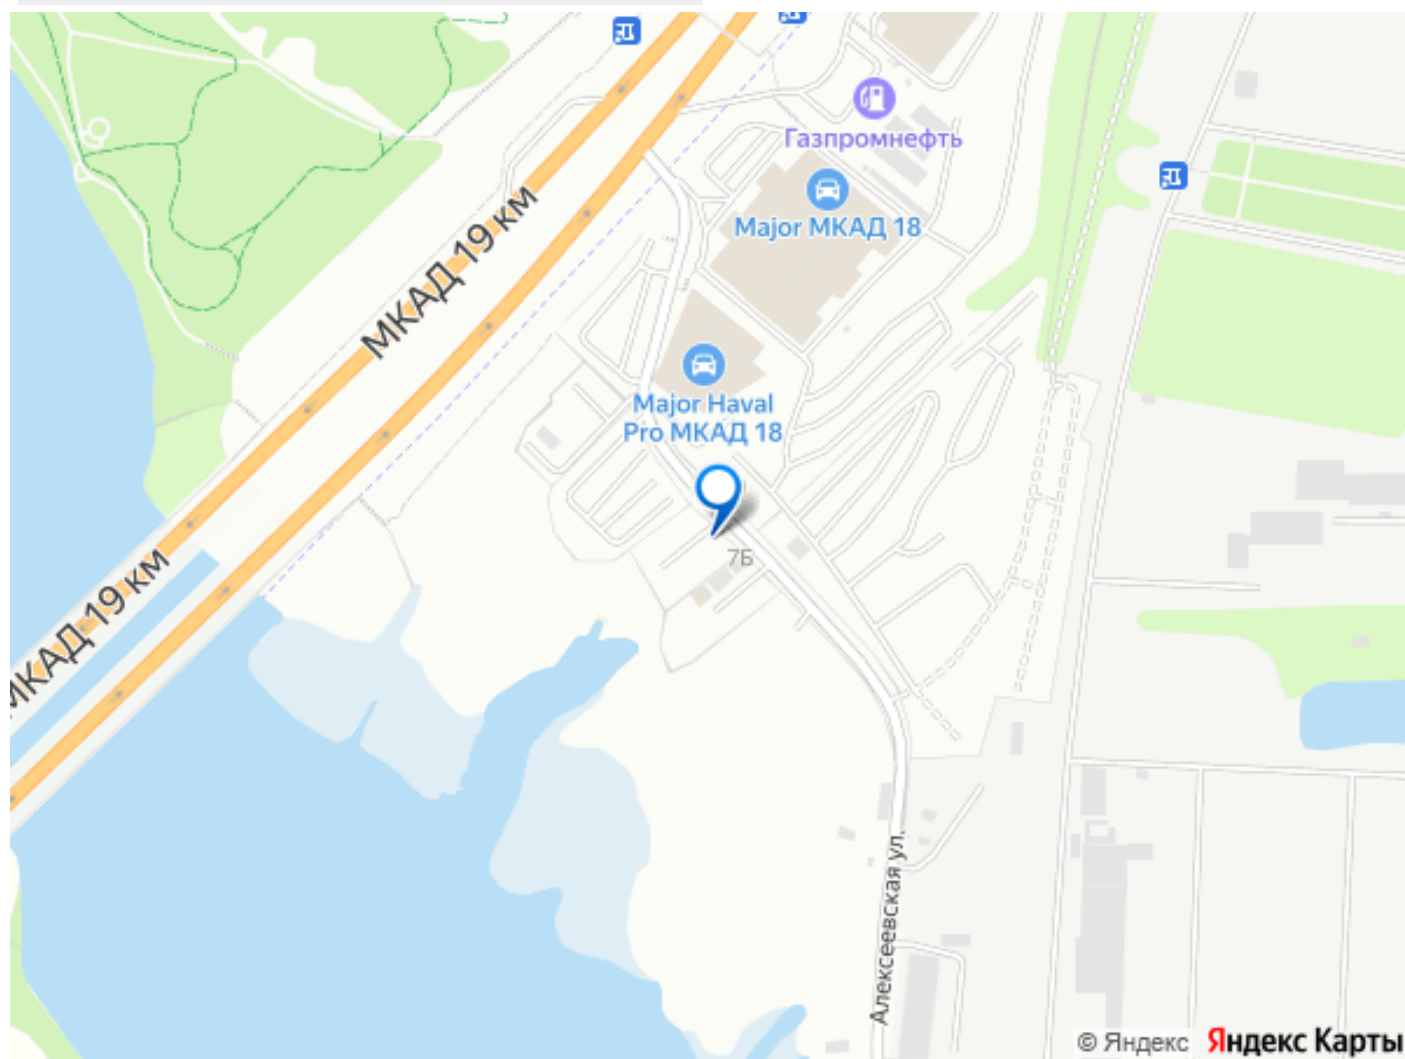 Газпромнефть
Major МКАД 18
МКАД 19 км
Major Haval
Pro МКАД 18
7Б
МКАД 19 км
Алексеевская ул.
© Яндекс Яндекс Карты